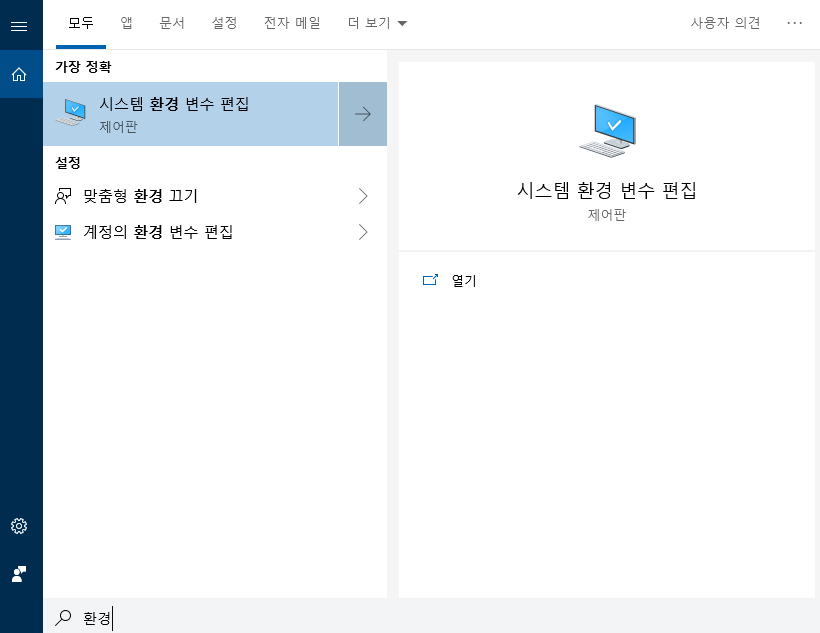 모두 앱 문서 설정 전자 메일 더 보기 사용자 의견 ···
가장 정확
시스템 환경 변수 편집
제어판
설정
맞춤형 환경 끄기
계정의 환경 변수 편집
시스템 환경 변수 편집
제어판
열기
환경